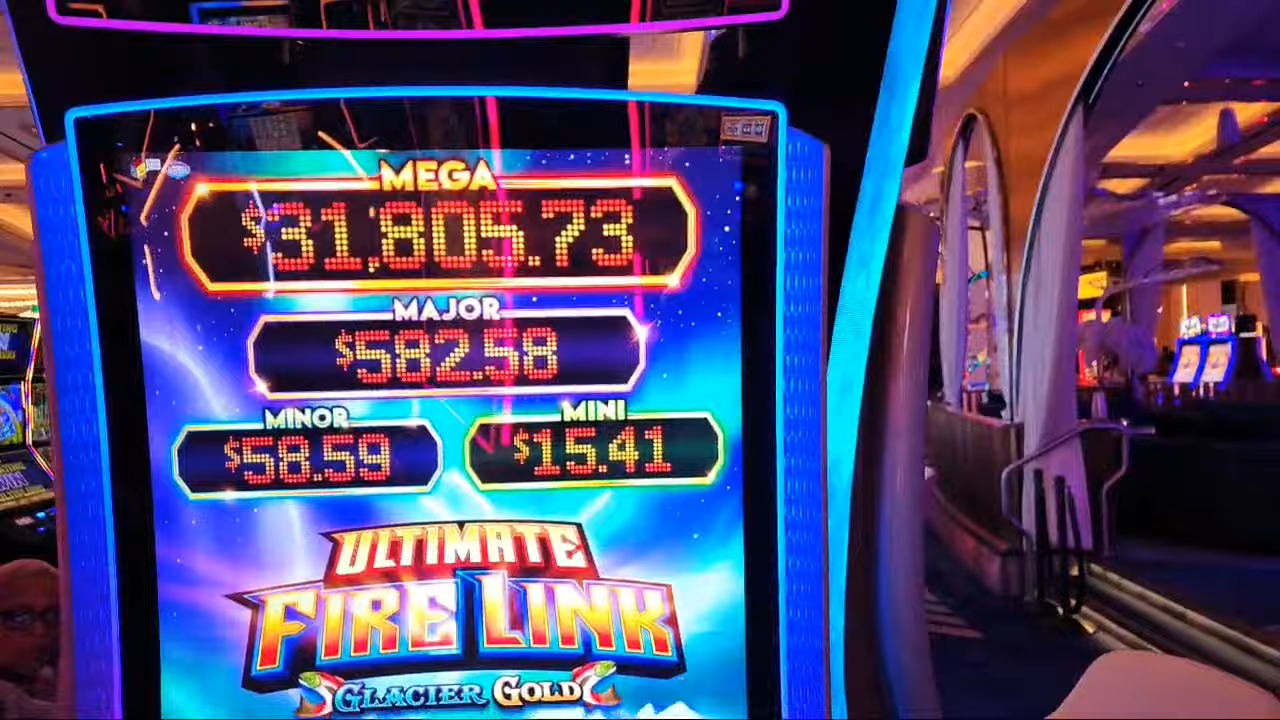 MEGA
$31,805.73
MAJOR
$582.58
MINOR
$58.59
MINI
$15.41
ULTIMATE
FIRE LINK
GLACIER GOLD